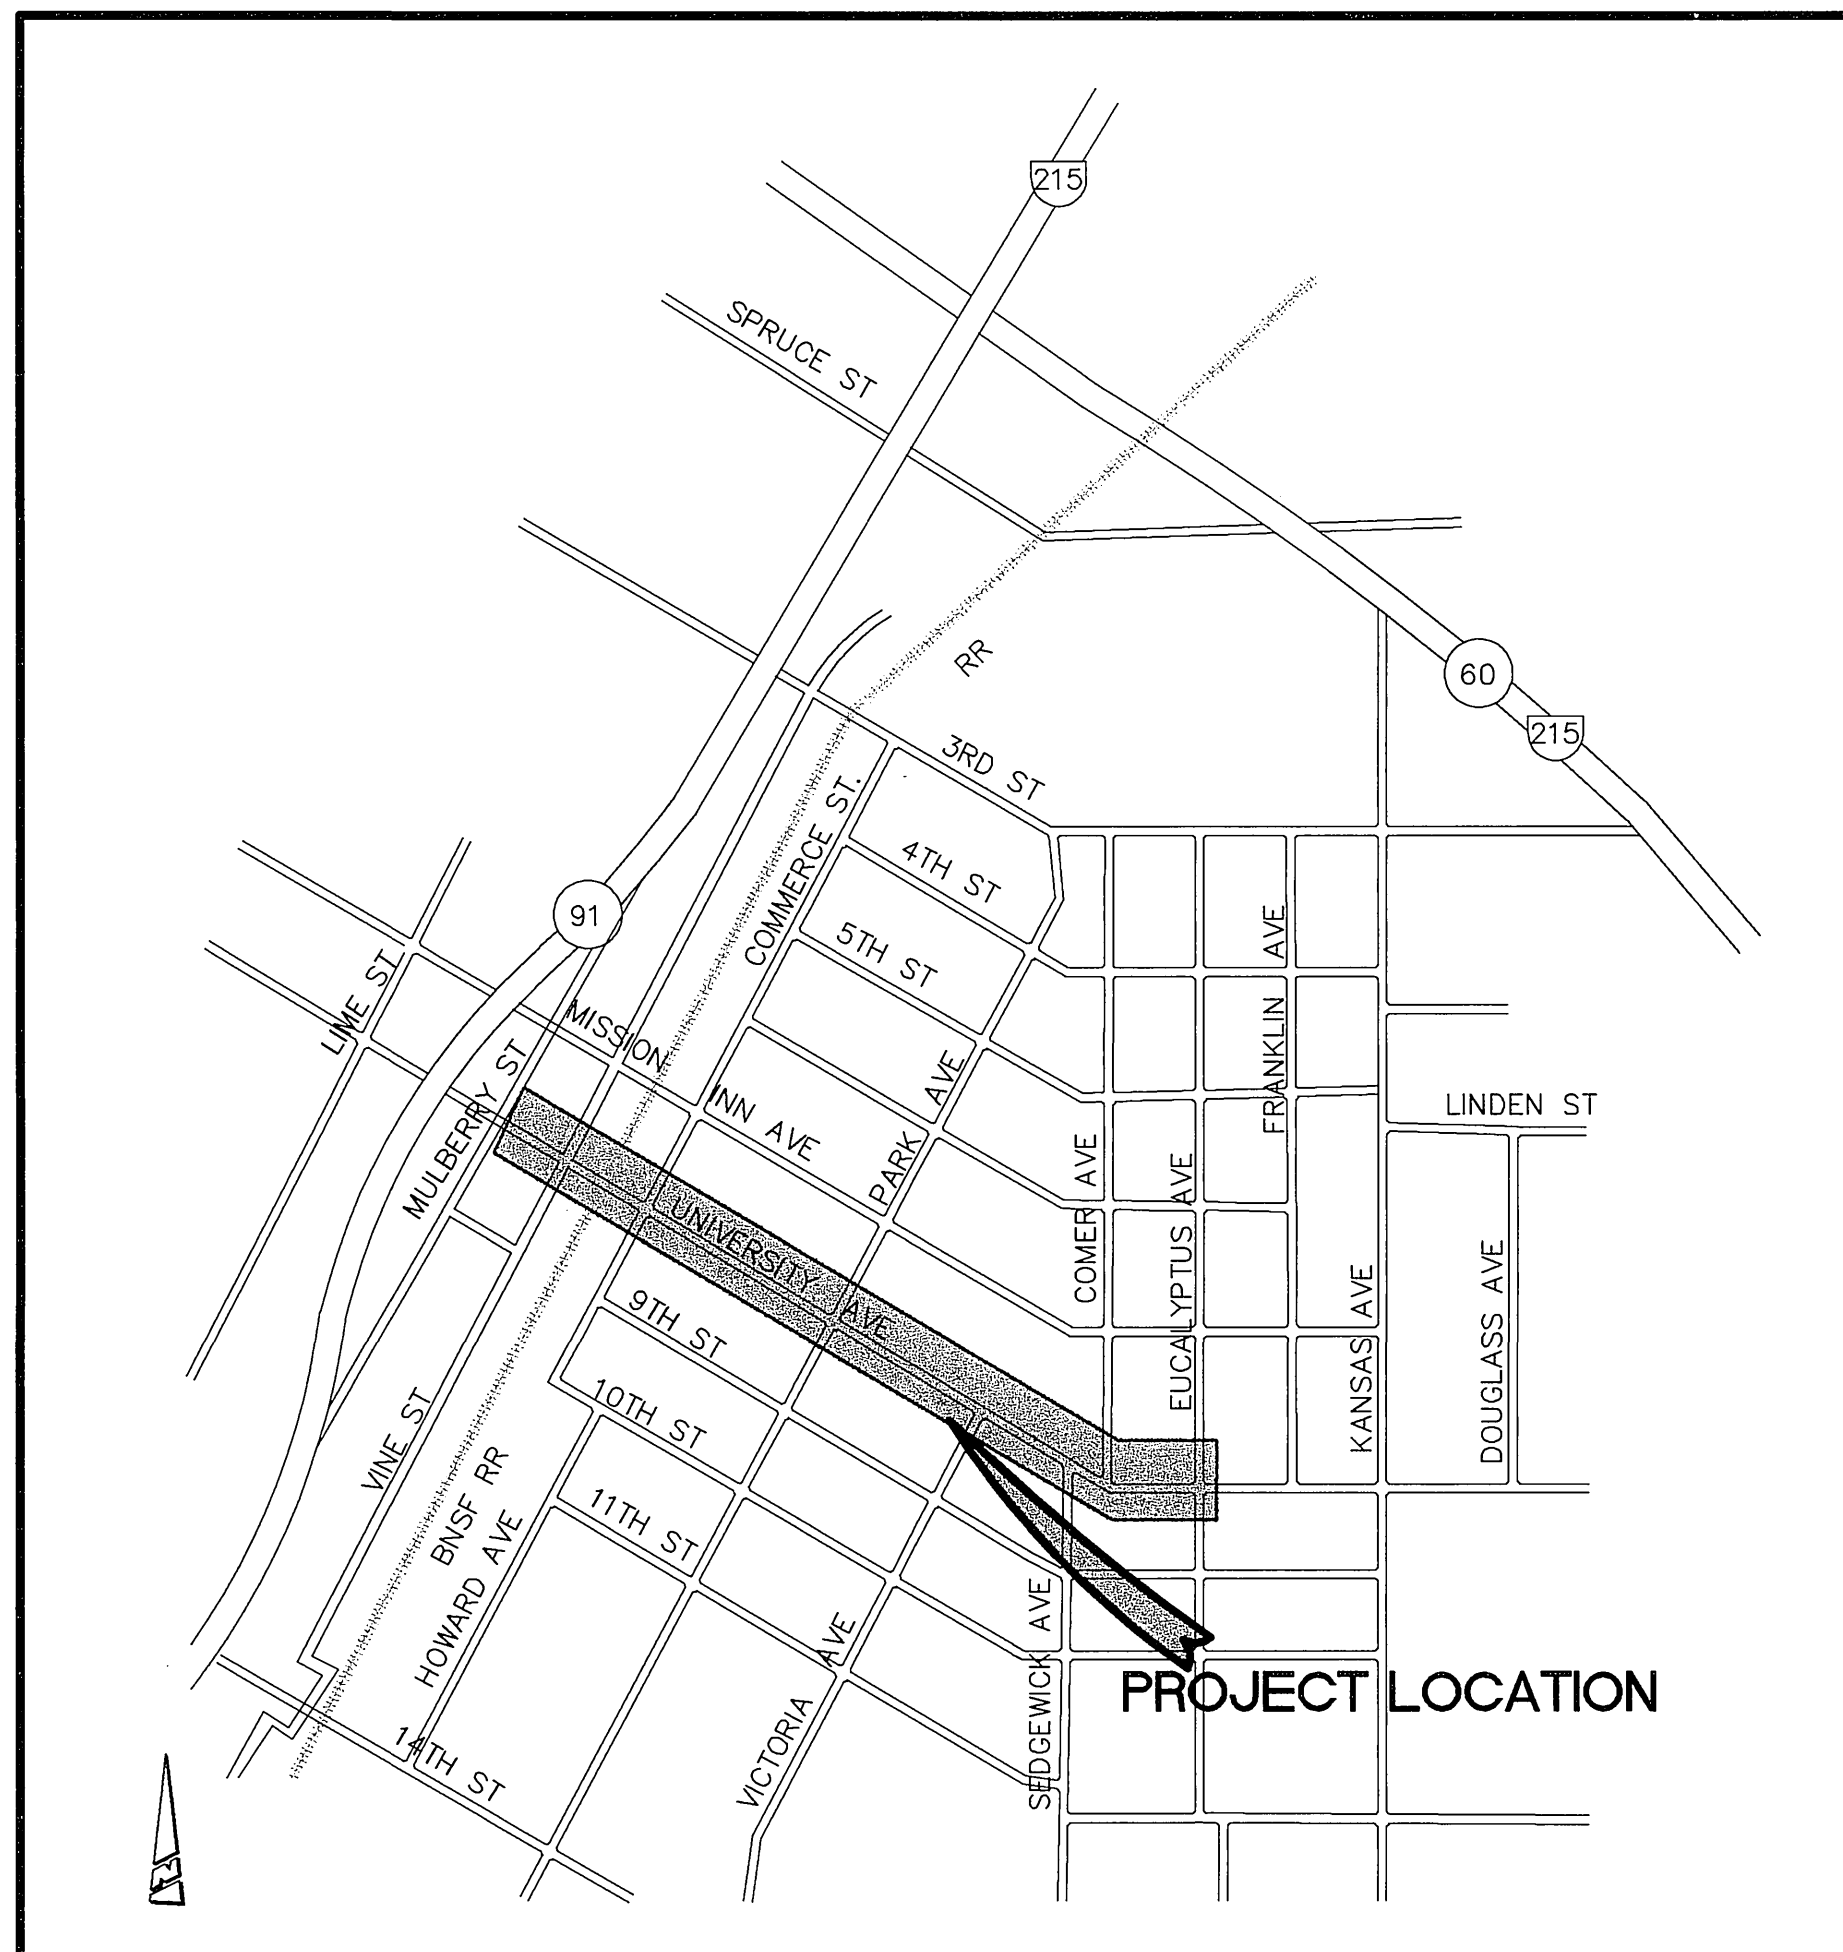 215
SPRUCE ST
RR
60
215
3RD ST
COMMERCE ST.
4TH ST
91
5TH ST
FRANKLIN AVE
LIME ST
MISSION INN AVE
MULBERRY ST
PARK AVE
LINDEN ST
COMER AVE
EUCALYPTUS AVE
UNIVERSITY AVE
KANSAS AVE
DOUGLASS AVE
9TH ST
10TH ST
VINE ST
BNSF RR
11TH ST
HOWARD AVE
SEDGEWICK AVE
VICTORIA AVE
PROJECT LOCATION
14TH ST